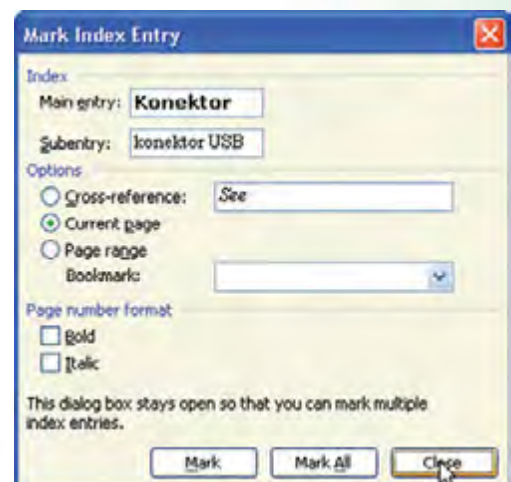 Mark Index Entry
Index
Main entry: Konektor
Subentry: konektor USB
Options
Cross-reference: See
Current page
Page range
Bookmark:
Page number format
Bold
Italic
This dialog box stays open so that you can mark multiple
index entries.
Mark Mark All Close